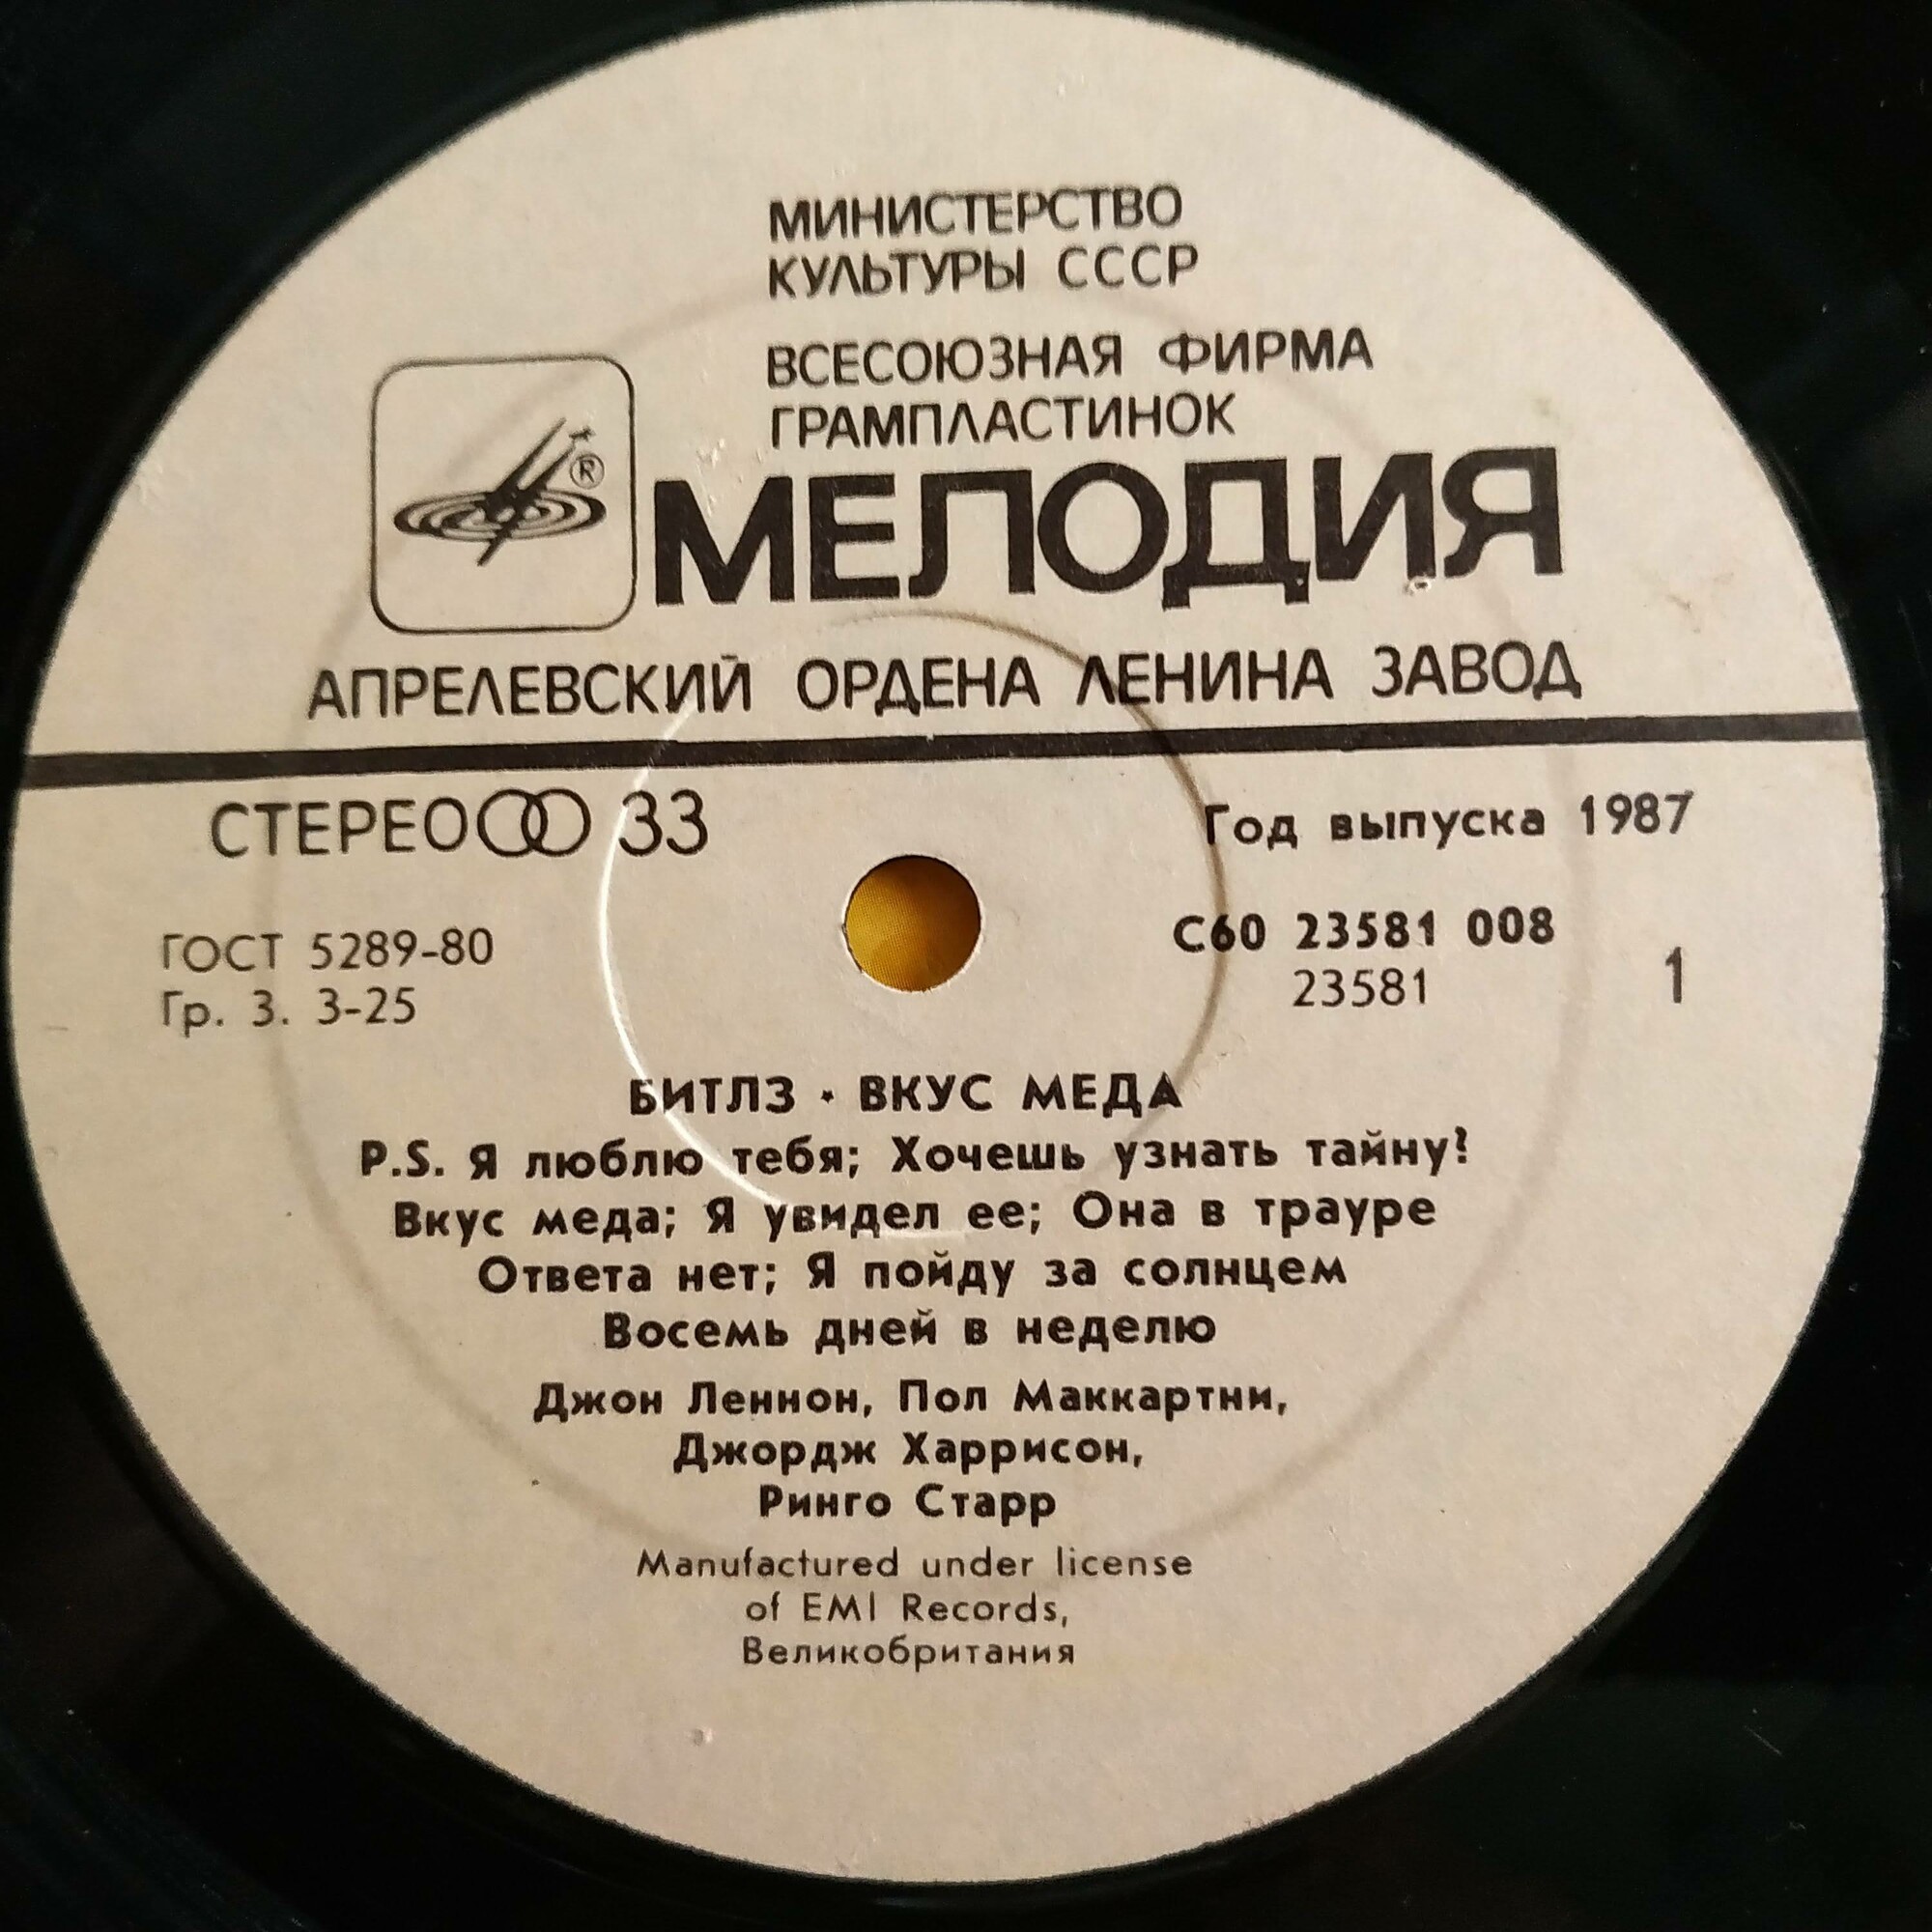 МИНИСТЕРСТВО
КУЛЬТУРЫ СССР
ВСЕСОЮЗНАЯ ФИРМА
ГРАМПЛАСТИНОК
®
МЕЛОДИЯ
АПРЕЛЕВСКИЙ ОРДЕНА ЛЕНИНА ЗАВОД
СТЕРЕО 33
Год выпуска 1987
ГОСТ 5289-80
Гр. 3. 3-25
С60 23581 008
23581
1
БИТЛЗ · ВКУС МЕДА
P.S. Я люблю тебя; Хочешь узнать тайну?
Вкус меда; Я увидел ее; Она в трауре
Ответа нет; Я пойду за солнцем
Восемь дней в неделю
Джон Леннон, Пол Маккартни,
Джордж Харрисон,
Ринго Старр
Manufactured under license
of EMI Records,
Великобритания